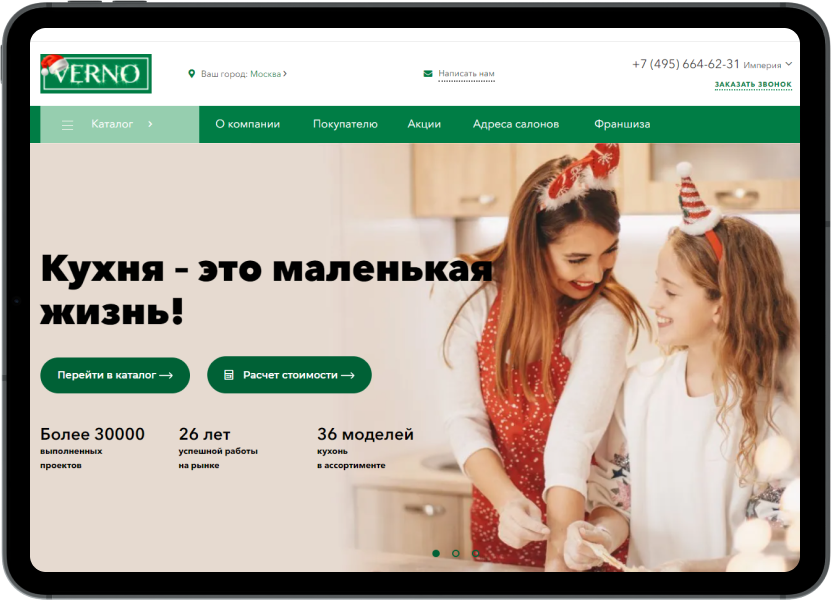 VERNO
Ваш город: Москва
Написать нам
+7 (495) 664-62-31 Империя
ЗАКАЗАТЬ ЗВОНОК
Каталог
О компании
Покупателю
Акции
Адреса салонов
Франшиза
Кухня – это маленькая
жизнь!
Перейти в каталог
Расчет стоимости
Более 30000
выполненных
проектов
26 лет
успешной работы
на рынке
36 моделей
кухонь
в ассортименте